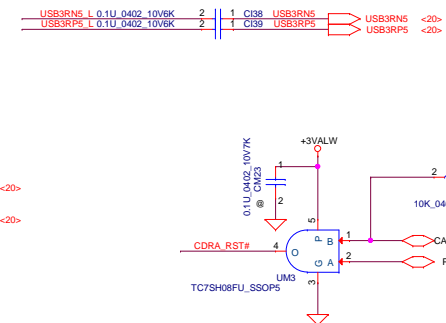 USB3RN5_L 0.1U_0402_10V6K 2 1 CI38 USB3RN5 USB3RN5 <20>
USB3RP5_L 0.1U_0402_10V6K 2 1 CI39 USB3RP5 USB3RP5 <20>
+3VALW
0.1U_0402_10V7K
@ CM23
1
2
<20>
<20>
2
10K_04
5
CDRA_RST# 4 O P B 1 CA
G A 2
3
UM3
TC7SH08FU_SSOP5